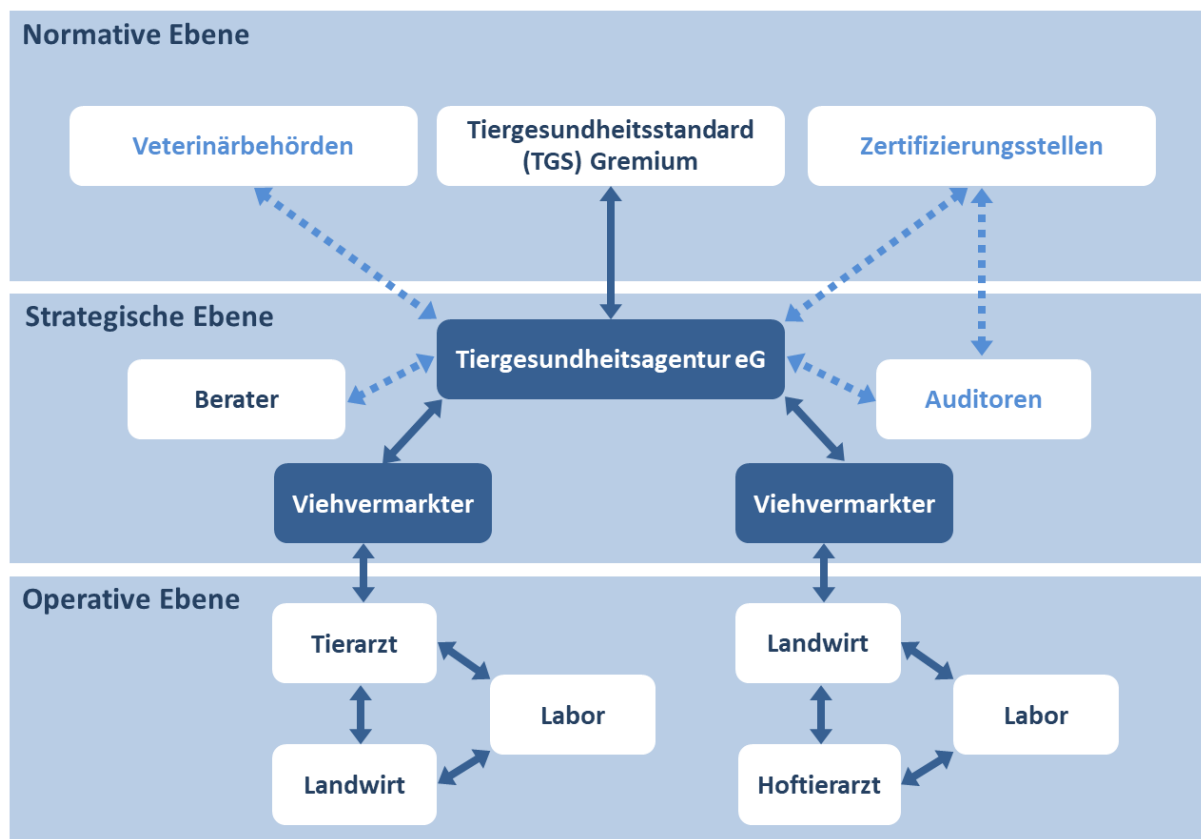 Normative Ebene
Veterinärbehörden
Tiergesundheitsstandard
(TGS) Gremium
Zertifizierungsstellen
Strategische Ebene
Tiergesundheitsagentur eG
Berater
Auditoren
Viehvermarkter
Viehvermarkter
Operative Ebene
Tierarzt
Landwirt
Labor
Labor
Landwirt
Hoftierarzt